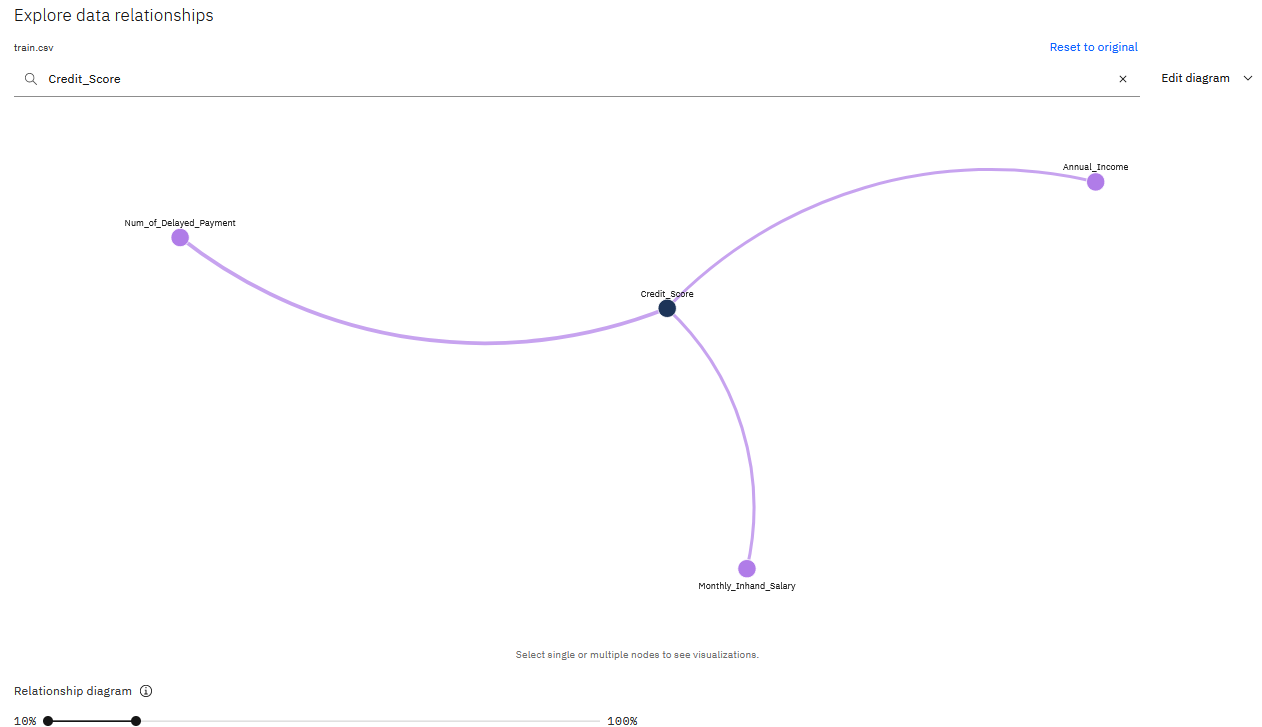 Explore data relationships
train.csv
Reset to original
Credit_Score
Edit diagram
Annual_Income
Num_of_Delayed_Payment
Credit_Score
Monthly_Inhand_Salary
Select single or multiple nodes to see visualizations.
Relationship diagram
10% 100%